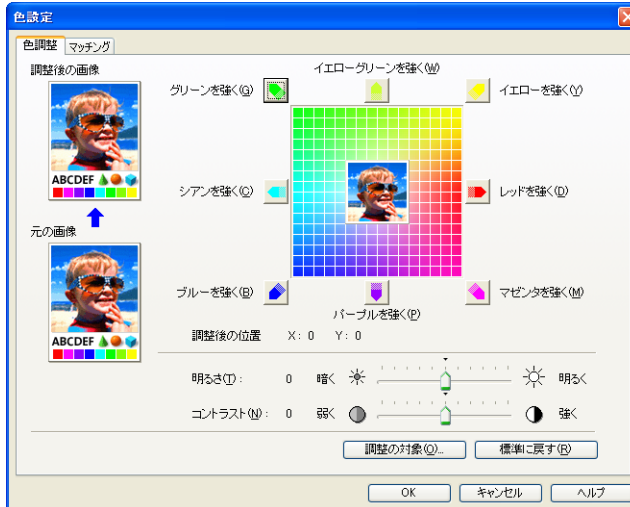 色設定
色調整 マッチング
調整後の画像
イエローグリーンを強く(W)
グリーンを強く(G)
イエローを強く(Y)
ABCDEF
シアンを強く(C)
レッドを強く(D)
元の画像
ブルーを強く(B)
マゼンタを強く(M)
パープルを強く(P)
ABCDEF
調整後の位置 X: 0 Y: 0
明るさ(T): 0 暗く 明るく
コントラスト(N): 0 弱く 強く
調整の対象(O)... 標準に戻す(R)
OK キャンセル ヘルプ